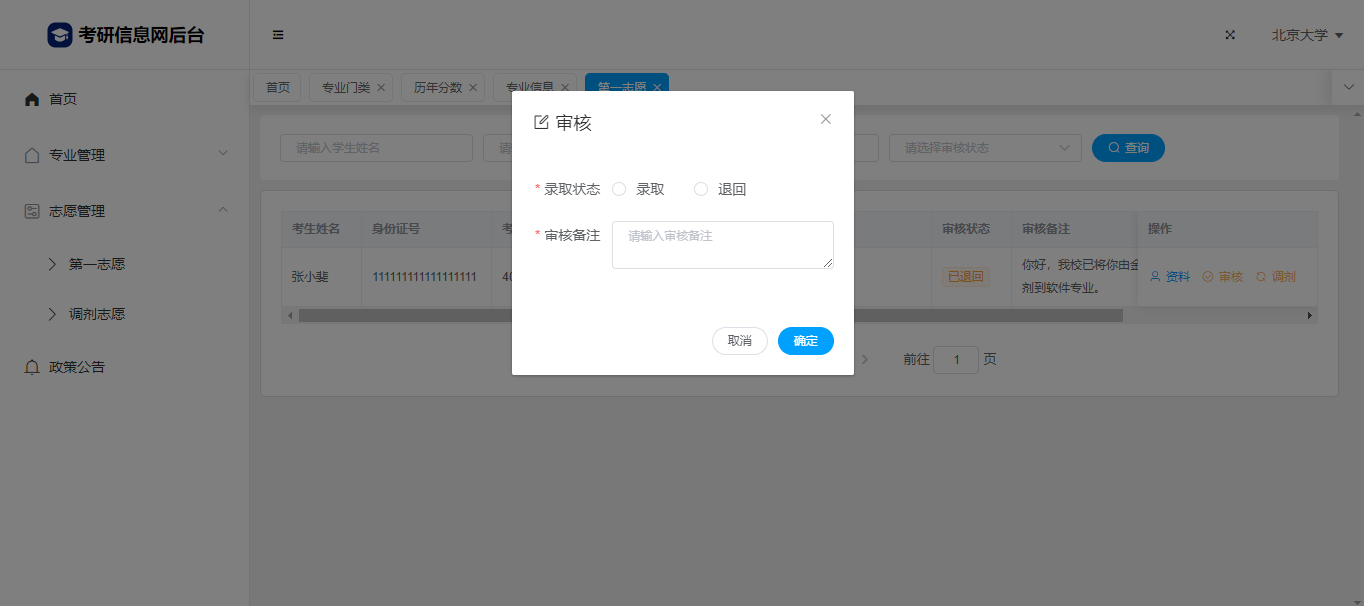 考研信息网后台
北京大学
首页
专业门类
历年分数
专业信息
第一志愿
首页
专业管理
志愿管理
第一志愿
调剂志愿
政策公告
请输入学生姓名
请
请选择审核状态
查询
考生姓名 身份证号 考 审核状态 审核备注 操作
张小斐 111111111111111111 40 已退回 你好，我校已将你由金 资料 审核 调剂
剂到软件专业。
前往 1 页
审核
*录取状态 录取 退回
*审核备注 请输入审核备注
取消 确定